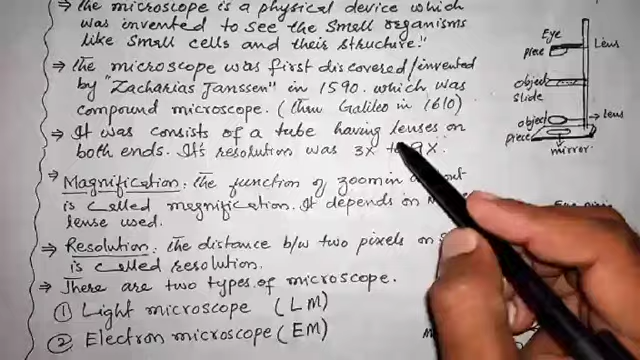 → The microscope is a physical device which
was invented to see the small organisms
like small cells and their structure."
→ The microscope was first discovered/invented
by "Zacharias Janssen" in 1590. which was
compound microscope. (thru Galileo in 1610)
→ It was consists of a tube having lenses on
both ends. It's resolution was 3x to 9x.
→ Magnification: the function of zoomin
is called megnification. It depends on
lense used.
→ Resolution: the distance b/w two pixels on
is called resolution.
→ There are two types of microscope.
① Light microscope (LM)
② Electron microscope (EM)
Eye
piece
Lens
object
slide
object
piece
→ Lens
mirror